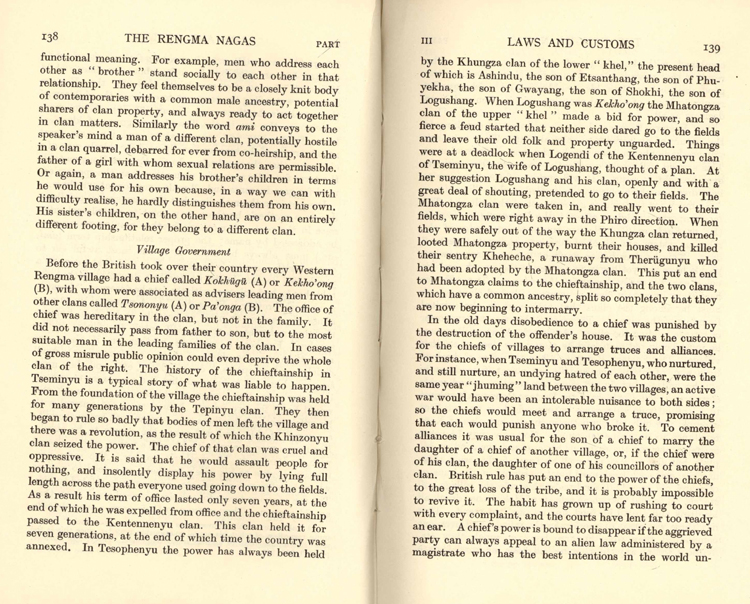 138 THE RENGMA NAGAS PART
functional meaning. For example, men who address each
other as " brother " stand socially to each other in that
relationship. They feel themselves to be a closely knit body
of contemporaries with a common male ancestry, potential
sharers of clan property, and always ready to act together
in clan matters. Similarly the word ami conveys to the
speaker's mind a man of a different clan, potentially hostile
in a clan quarrel, debarred for ever from co-heirship, and the
father of a girl with whom sexual relations are permissible.
Or again, a man addresses his brother's children in terms
he would use for his own because, in a way we can with
difficulty realise, he hardly distinguishes them from his own.
His sister's children, on the other hand, are on an entirely
different footing, for they belong to a different clan.
Village Government
Before the British took over their country every Western
Rengma village had a chief called Kokhügü (A) or Kekho'ong
(B), with whom were associated as advisers leading men from
other clans called Tsononyu (A) or Pa'onga (B). The office of
chief was hereditary in the clan, but not in the family. It
did not necessarily pass from father to son, but to the most
suitable man in the leading families of the clan. In cases
of gross misrule public opinion could even deprive the whole
clan of the right. The history of the chieftainship in
Tseminyu is a typical story of what was liable to happen.
From the foundation of the village the chieftainship was held
for many generations by the Tepinyu clan. They then
began to rule so badly that bodies of men left the village and
there was a revolution, as the result of which the Khinzonyu
clan seized the power. The chief of that clan was cruel and
oppressive. It is said that he would assault people for
nothing, and insolently display his power by lying full
length across the path everyone used going down to the fields.
As a result his term of office lasted only seven years, at the
end of which he was expelled from office and the chieftainship
passed to the Kentennenyu clan. This clan held it for
seven generations, at the end of which time the country was
annexed. In Tesophenyu the power has always been held
III LAWS AND CUSTOMS 139
by the Khungza clan of the lower " khel," the present head
of which is Ashindu, the son of Etsanthang, the son of Phu-
yekha, the son of Gwayang, the son of Shokhi, the son of
Logushang. When Logushang was Kekho'ong the Mhatongza
clan of the upper " khel " made a bid for power, and so
fierce a feud started that neither side dared go to the fields
and leave their old folk and property unguarded. Things
were at a deadlock when Logendi of the Kentennenyu clan
of Tseminyu, the wife of Logushang, thought of a plan. At
her suggestion Logushang and his clan, openly and with a
great deal of shouting, pretended to go to their fields. The
Mhatongza clan were taken in, and really went to their
fields, which were right away in the Phiro direction. When
they were safely out of the way the Khungza clan returned,
looted Mhatongza property, burnt their houses, and killed
their sentry Kheheche, a runaway from Therügunyu who
had been adopted by the Mhatongza clan. This put an end
to Mhatongza claims to the chieftainship, and the two clans,
which have a common ancestry, split so completely that they
are now beginning to intermarry.
In the old days disobedience to a chief was punished by
the destruction of the offender's house. It was the custom
for the chiefs of villages to arrange truces and alliances.
For instance, when Tseminyu and Tesophenyu, who nurtured,
and still nurture, an undying hatred of each other, were the
same year "jhuming" land between the two villages, an active
war would have been an intolerable nuisance to both sides ;
so the chiefs would meet and arrange a truce, promising
that each would punish anyone who broke it. To cement
alliances it was usual for the son of a chief to marry the
daughter of a chief of another village, or, if the chief were
of his clan, the daughter of one of his councillors of another
clan. British rule has put an end to the power of the chiefs,
to the great loss of the tribe, and it is probably impossible
to revive it. The habit has grown up of rushing to court
with every complaint, and the courts have lent far too ready
an ear. A chief's power is bound to disappear if the aggrieved
party can always appeal to an alien law administered by a
magistrate who has the best intentions in the world un-